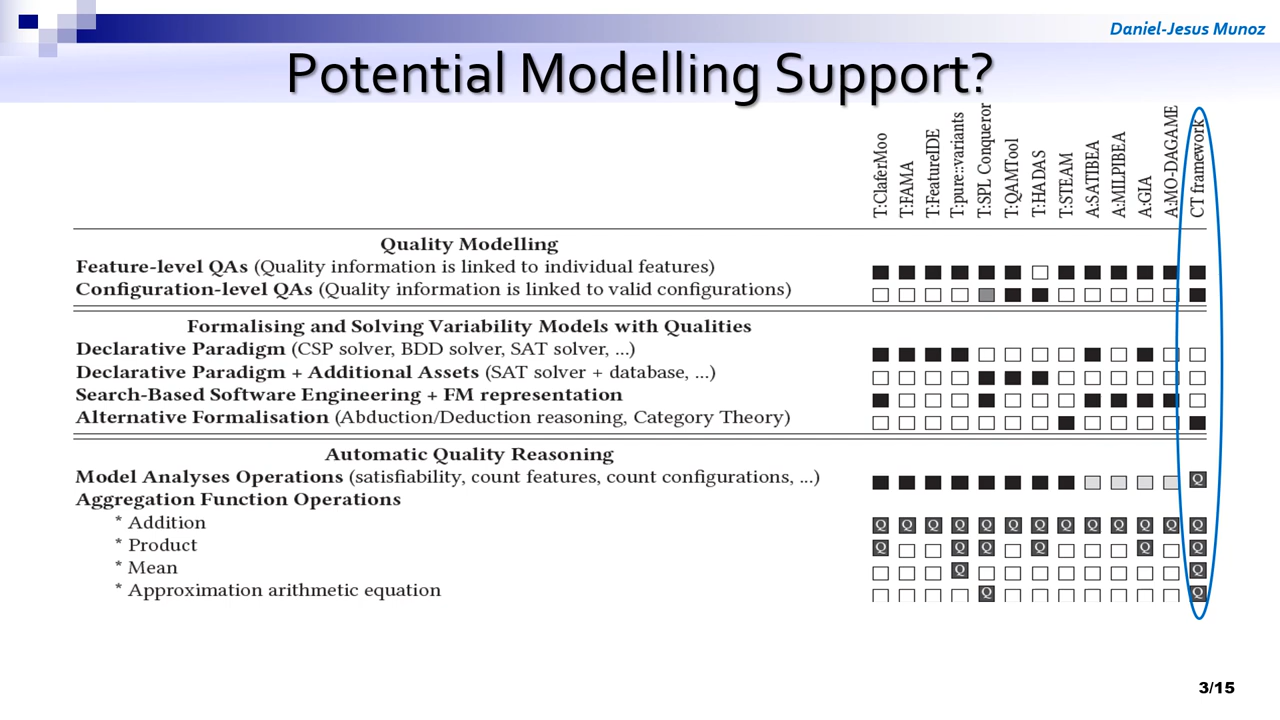 Daniel-Jesus Munoz
Potential Modelling Support?
T:ClaferMoo
T:FAMA
T:FeatureIDE
T:pure::variants
T:SPL Conqueror
T:QAMTool
T:HADAS
T:STEAM
A:SATIBEA
A:MILPIBEA
A:GIA
A:MO-DAGAME
CT framework
Quality Modelling
Feature-level QAs (Quality information is linked to individual features)
Configuration-level QAs (Quality information is linked to valid configurations)
Formalising and Solving Variability Models with Qualities
Declarative Paradigm (CSP solver, BDD solver, SAT solver, ...)
Declarative Paradigm + Additional Assets (SAT solver + database, ...)
Search-Based Software Engineering + FM representation
Alternative Formalisation (Abduction/Deduction reasoning, Category Theory)
Automatic Quality Reasoning
Model Analyses Operations (satisfiability, count features, count configurations, ...) Q
Aggregation Function Operations
* Addition Q Q Q Q Q Q Q Q Q Q Q Q Q
* Product Q Q Q Q Q Q
* Mean Q Q
* Approximation arithmetic equation Q Q
3/15